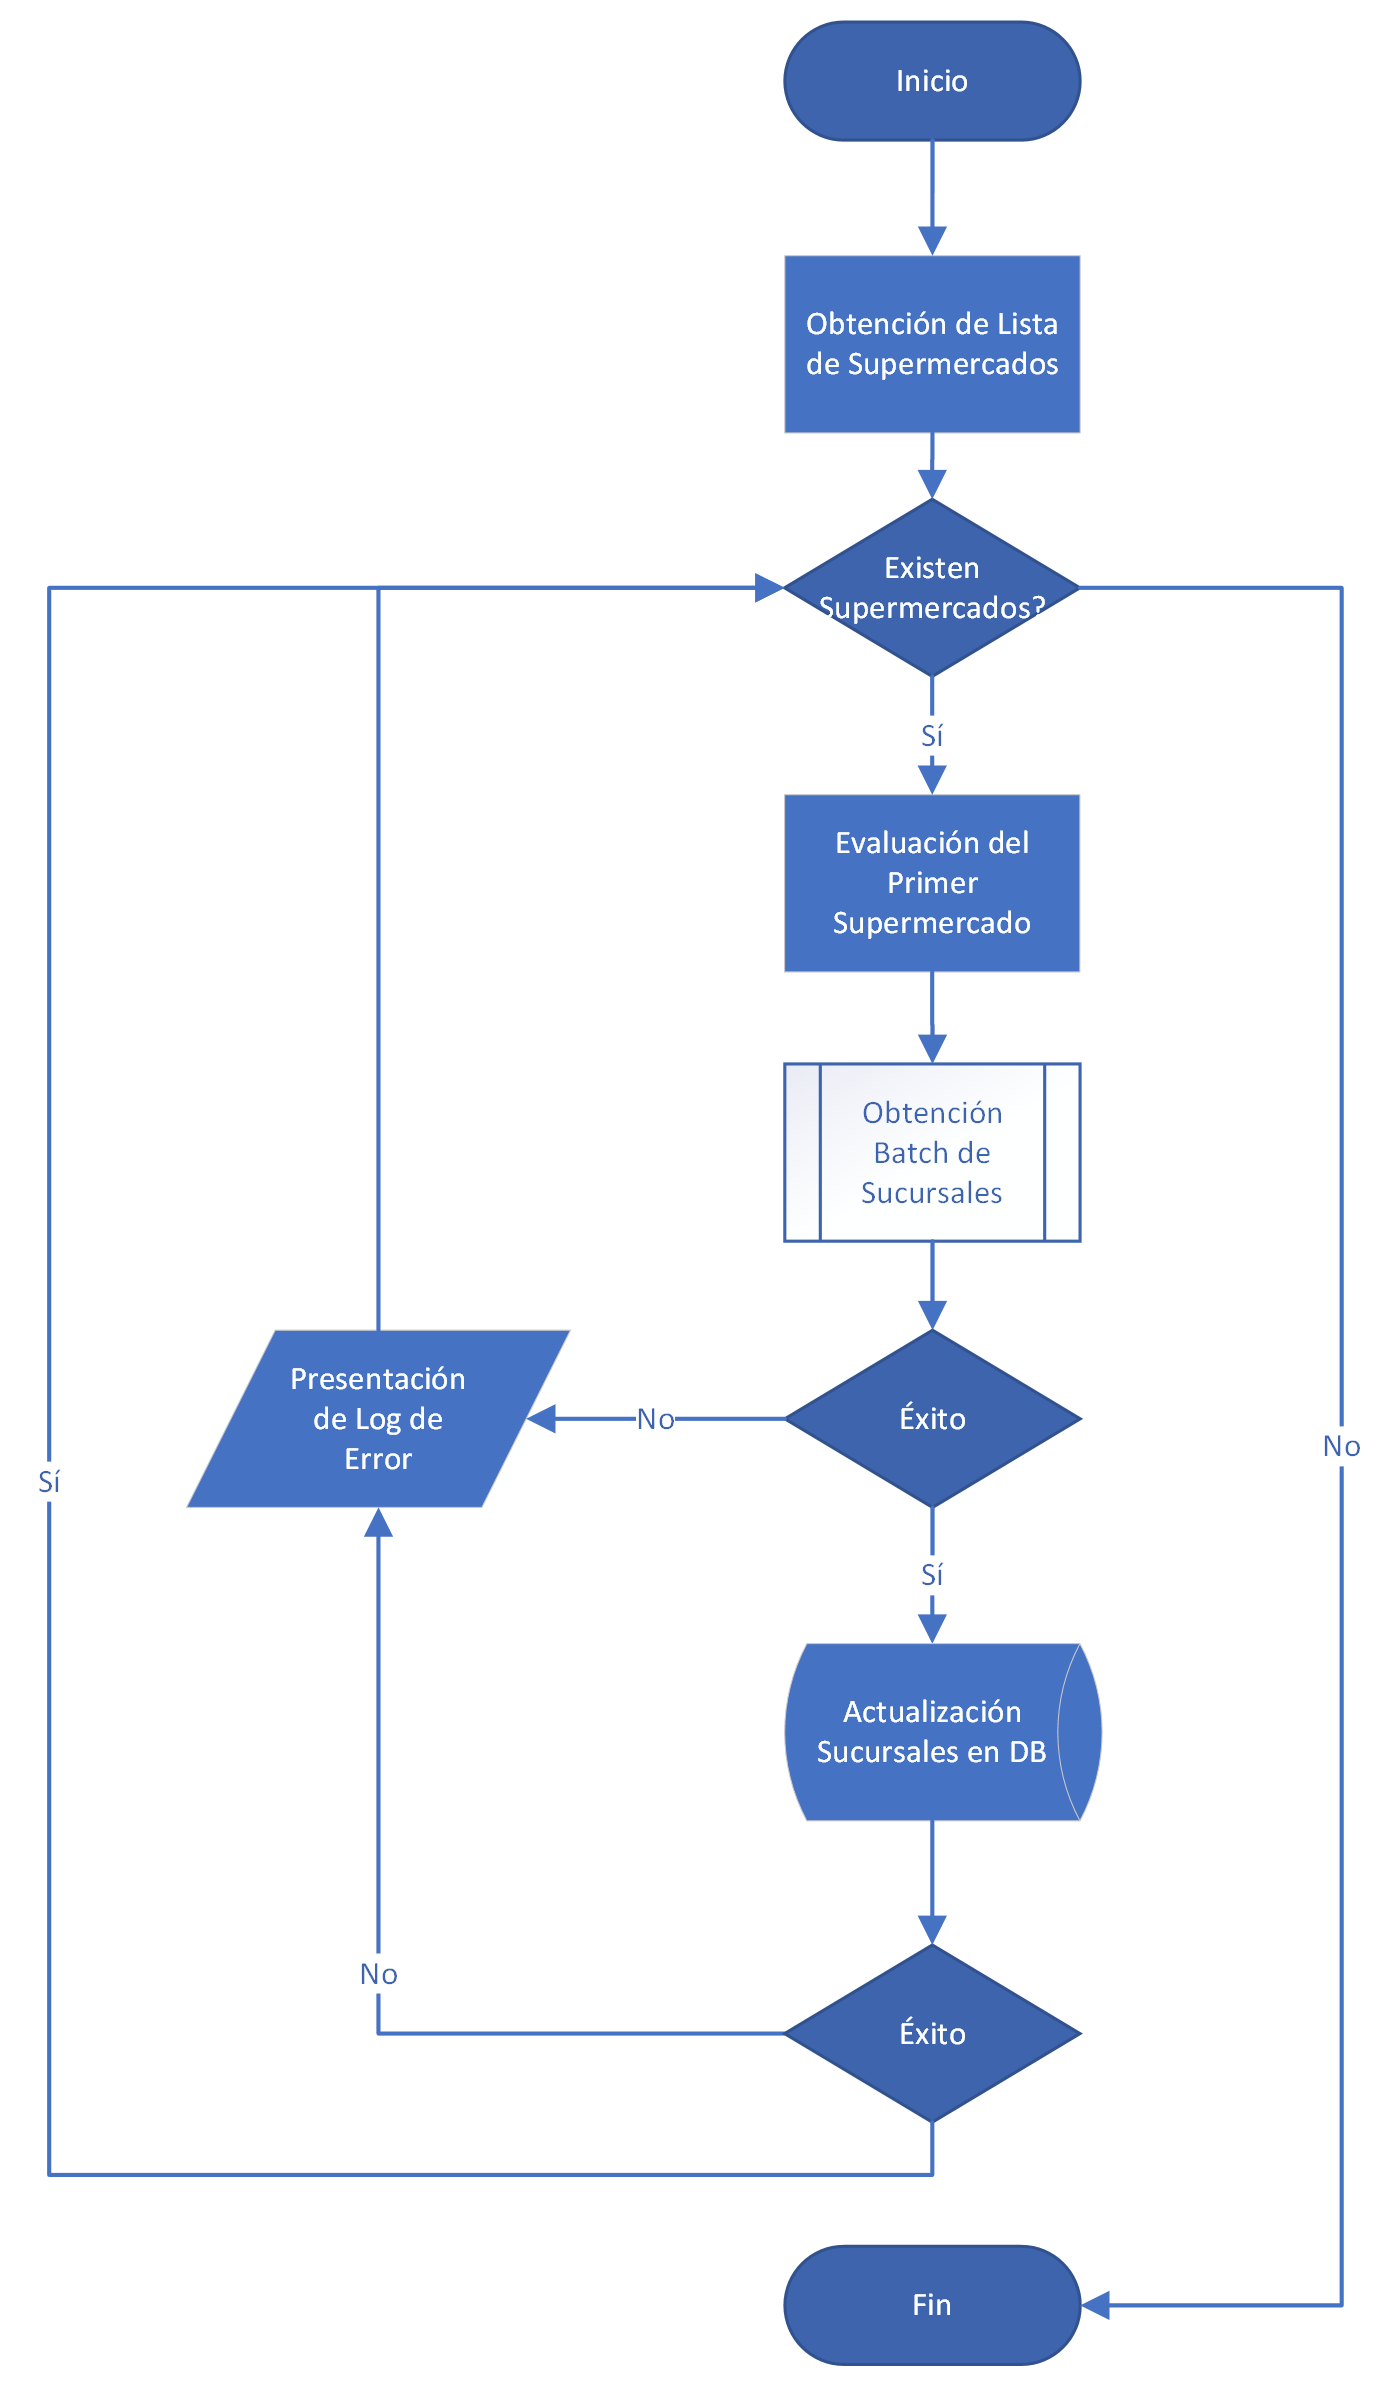 Inicio
Obtención de Lista
de Supermercados
Existen
Supermercados?
Sí
Evaluación del
Primer
Supermercado
Obtención
Batch de
Sucursales
Presentación
de Log de
Error
No
Éxito
No
Sí
Sí
Actualización
Sucursales en DB
No
Éxito
Fin